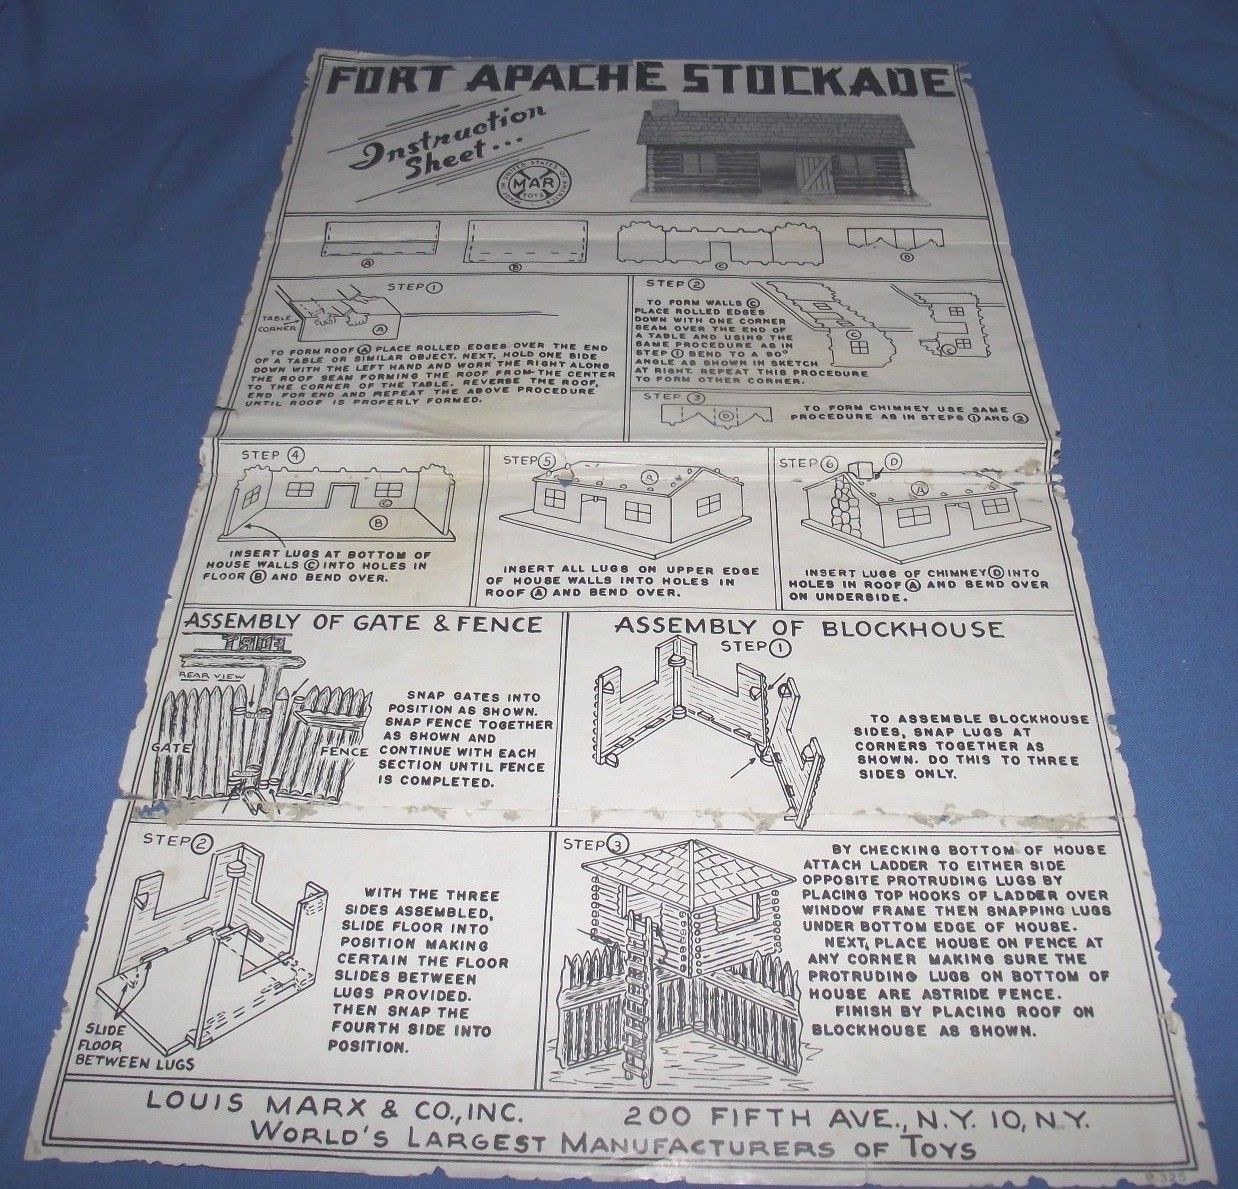 FORT APACHE STOCKADE
Instruction
Sheet...
MADE IN UNITED STATES OF AMERICA
MAR
TOYS
A
B
C
D
STEP 1
TABLE
CORNER
A
TO FORM ROOF A PLACE ROLLED EDGES OVER THE END
OF A TABLE OR SIMILAR OBJECT. NEXT, HOLD ONE SIDE
DOWN WITH THE LEFT HAND AND WORK THE RIGHT ALONG
THE ROOF SEAM FORMING THE ROOF FROM THE CENTER
TO THE CORNER OF THE TABLE. REVERSE THE ROOF,
END FOR END AND REPEAT THE ABOVE PROCEDURE
UNTIL ROOF IS PROPERLY FORMED.
STEP 2
TO FORM WALLS C
PLACE ROLLED EDGES
DOWN WITH ONE CORNER
SEAM OVER THE END OF
A TABLE AND USING THE
SAME PROCEDURE AS IN
STEP 1 BEND TO A 90°
ANGLE AS SHOWN IN SKETCH
AT RIGHT. REPEAT THIS PROCEDURE
TO FORM OTHER CORNER.
C
C
STEP 3
D
TO FORM CHIMNEY USE SAME
PROCEDURE AS IN STEPS 1 AND 2
STEP 4
C
B
INSERT LUGS AT BOTTOM OF
HOUSE WALLS C INTO HOLES IN
FLOOR B AND BEND OVER.
STEP 5
A
INSERT ALL LUGS ON UPPER EDGE
OF HOUSE WALLS INTO HOLES IN
ROOF A AND BEND OVER.
STEP 6
D
A
INSERT LUGS OF CHIMNEY D INTO
HOLES IN ROOF A AND BEND OVER
ON UNDERSIDE.
ASSEMBLY OF GATE & FENCE
REAR VIEW
GATE
FENCE
SNAP GATES INTO
POSITION AS SHOWN.
SNAP FENCE TOGETHER
AS SHOWN AND
CONTINUE WITH EACH
SECTION UNTIL FENCE
IS COMPLETED.
ASSEMBLY OF BLOCKHOUSE
STEP 1
TO ASSEMBLE BLOCKHOUSE
SIDES, SNAP LUGS AT
CORNERS TOGETHER AS
SHOWN. DO THIS TO THREE
SIDES ONLY.
STEP 2
SLIDE
FLOOR
BETWEEN LUGS
WITH THE THREE
SIDES ASSEMBLED,
SLIDE FLOOR INTO
POSITION MAKING
CERTAIN THE FLOOR
SLIDES BETWEEN
LUGS PROVIDED.
THEN SNAP THE
FOURTH SIDE INTO
POSITION.
STEP 3
BY CHECKING BOTTOM OF HOUSE
ATTACH LADDER TO EITHER SIDE
OPPOSITE PROTRUDING LUGS BY
PLACING TOP HOOKS OF LADDER OVER
WINDOW FRAME THEN SNAPPING LUGS
UNDER BOTTOM EDGE OF HOUSE.
NEXT, PLACE HOUSE ON FENCE AT
ANY CORNER MAKING SURE THE
PROTRUDING LUGS ON BOTTOM OF
HOUSE ARE ASTRIDE FENCE.
FINISH BY PLACING ROOF ON
BLOCKHOUSE AS SHOWN.
LOUIS MARX & CO., INC. 200 FIFTH AVE., N.Y. 10, N.Y.
WORLD'S LARGEST MANUFACTURERS OF TOYS